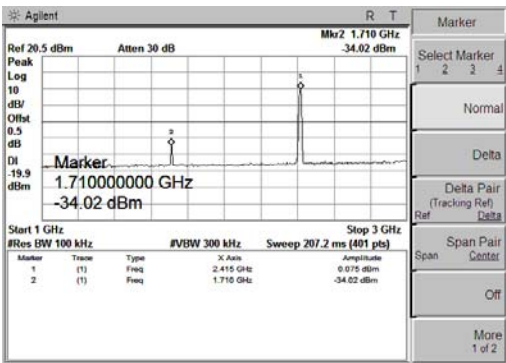 Agilent R T
Mkr2 1.710 GHz
Ref 20.5 dBm Atten 30 dB -34.02 dBm
Peak
Log
10
dB/
Offst
0.5
dB
DI
-19.9
dBm
1
2
Marker
1.710000000 GHz
-34.02 dBm
Start 1 GHz Stop 3 GHz
#Res BW 100 kHz #VBW 300 kHz Sweep 207.2 ms (401 pts)
Marker Trace Type X Axis Amplitude
1 (1) Freq 2.415 GHz 0.075 dBm
2 (1) Freq 1.710 GHz -34.02 dBm
Marker
Select Marker
1 2 3 4
Normal
Delta
Delta Pair
(Tracking Ref)
Ref Delta
Span Pair
Span Center
Off
More
1 of 2